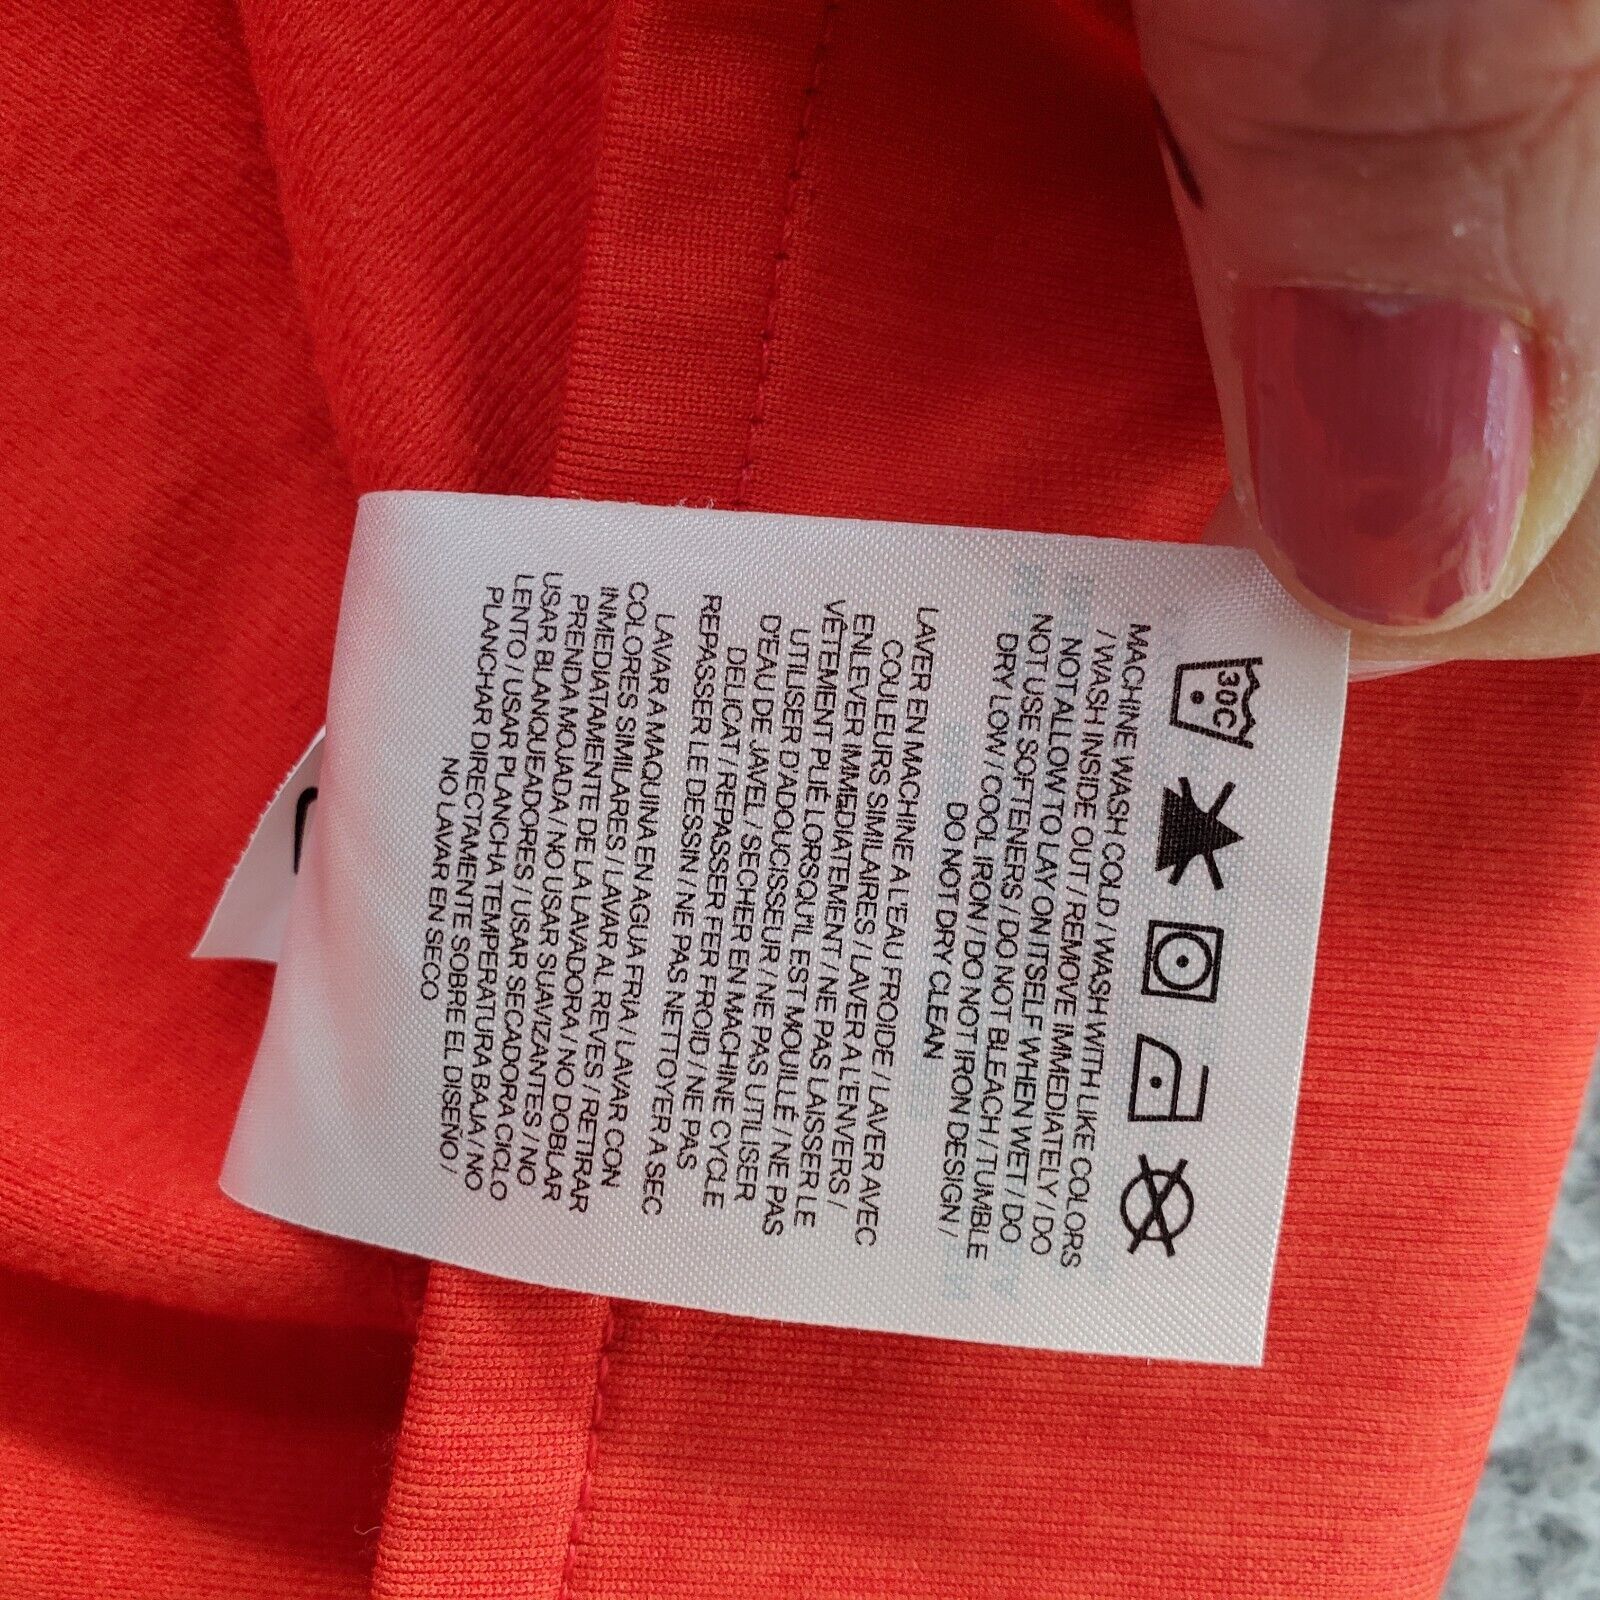 30C
MACHINE WASH COLD / WASH WITH LIKE COLORS
/ WASH INSIDE OUT / REMOVE IMMEDIATELY / DO
NOT ALLOW TO LAY ON ITSELF WHEN WET / DO
NOT USE SOFTENERS / DO NOT BLEACH / TUMBLE
DRY LOW / COOL IRON / DO NOT IRON DESIGN /
DO NOT DRY CLEAN
LAVER EN MACHINE A L'EAU FROIDE / LAVER AVEC
COULEURS SIMILAIRES / LAVER A L'ENVERS /
ENLEVER IMMEDIATEMENT / NE PAS LAISSER LE
VÊTEMENT PLIÉ LORSQU'IL EST MOUILLÉ / NE PAS
UTILISER D'ADOUCISSEUR / NE PAS UTILISER
D'EAU DE JAVEL / SECHER EN MACHINE CYCLE
DELICAT / REPASSER FER FROID / NE PAS
REPASSER LE DESSIN / NE PAS NETTOYER A SEC
LAVAR A MAQUINA EN AGUA FRIA / LAVAR CON
COLORES SIMILARES / LAVAR AL REVES / RETIRAR
INMEDIATAMENTE DE LA LAVADORA / NO DOBLAR
PRENDA MOJADA / NO USAR SUAVIZANTES / NO
USAR BLANQUEADORES / USAR SECADORA CICLO
LENTO / USAR PLANCHA TEMPERATURA BAJA / NO
PLANCHAR DIRECTAMENTE SOBRE EL DISEÑO /
NO LAVAR EN SECO